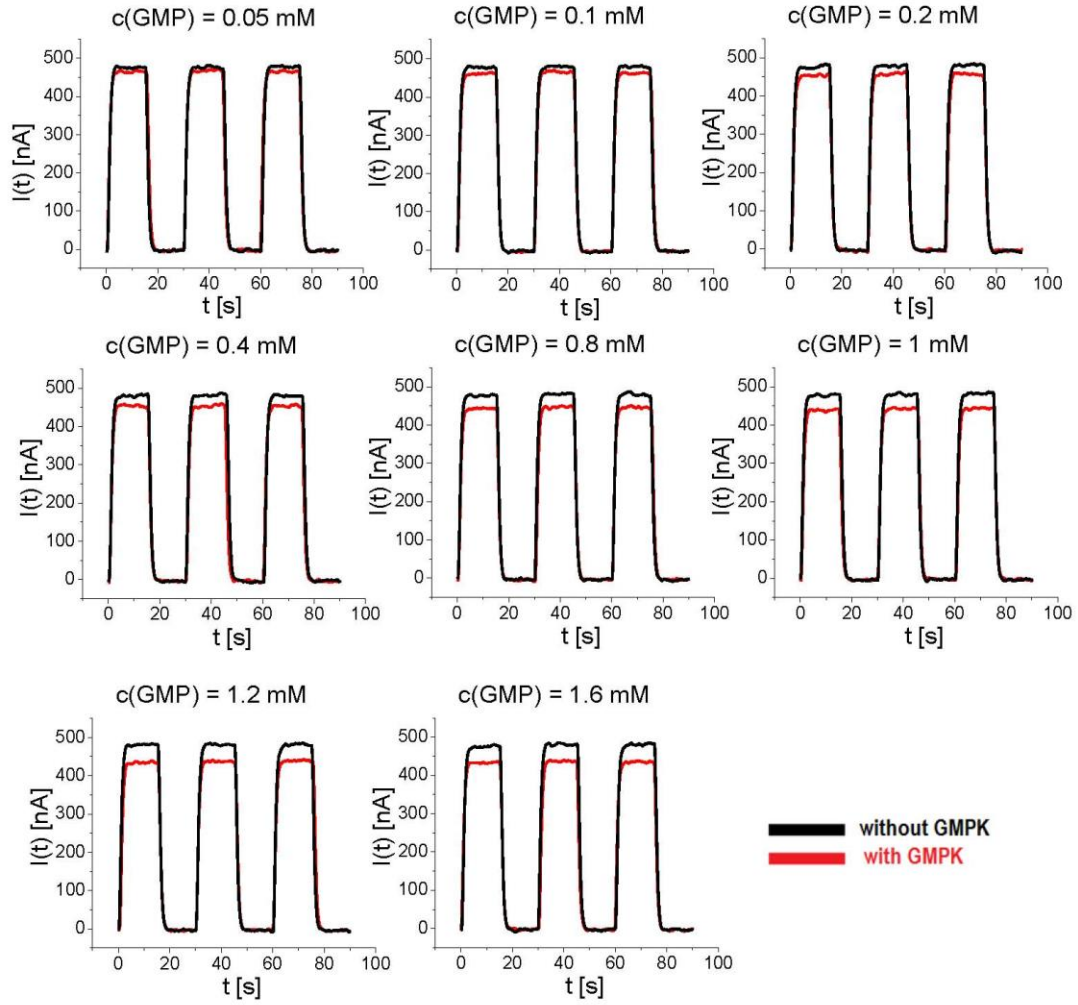 c(GMP) = 0.05 mM
c(GMP) = 0.1 mM
c(GMP) = 0.2 mM
500
400
300
200
100
0
I(t) [nA]
0 20 40 60 80 100
t [s]
500
400
300
200
100
0
I(t) [nA]
0 20 40 60 80 100
t [s]
500
400
300
200
100
0
I(t) [nA]
0 20 40 60 80 100
t [s]
c(GMP) = 0.4 mM
c(GMP) = 0.8 mM
c(GMP) = 1 mM
500
400
300
200
100
0
I(t) [nA]
0 20 40 60 80 100
t [s]
500
400
300
200
100
0
I(t) [nA]
0 20 40 60 80 100
t [s]
500
400
300
200
100
0
I(t) [nA]
0 20 40 60 80 100
t [s]
c(GMP) = 1.2 mM
c(GMP) = 1.6 mM
500
400
300
200
100
0
I(t) [nA]
0 20 40 60 80 100
t [s]
500
400
300
200
100
0
I(t) [nA]
0 20 40 60 80 100
t [s]
without GMPK
with GMPK